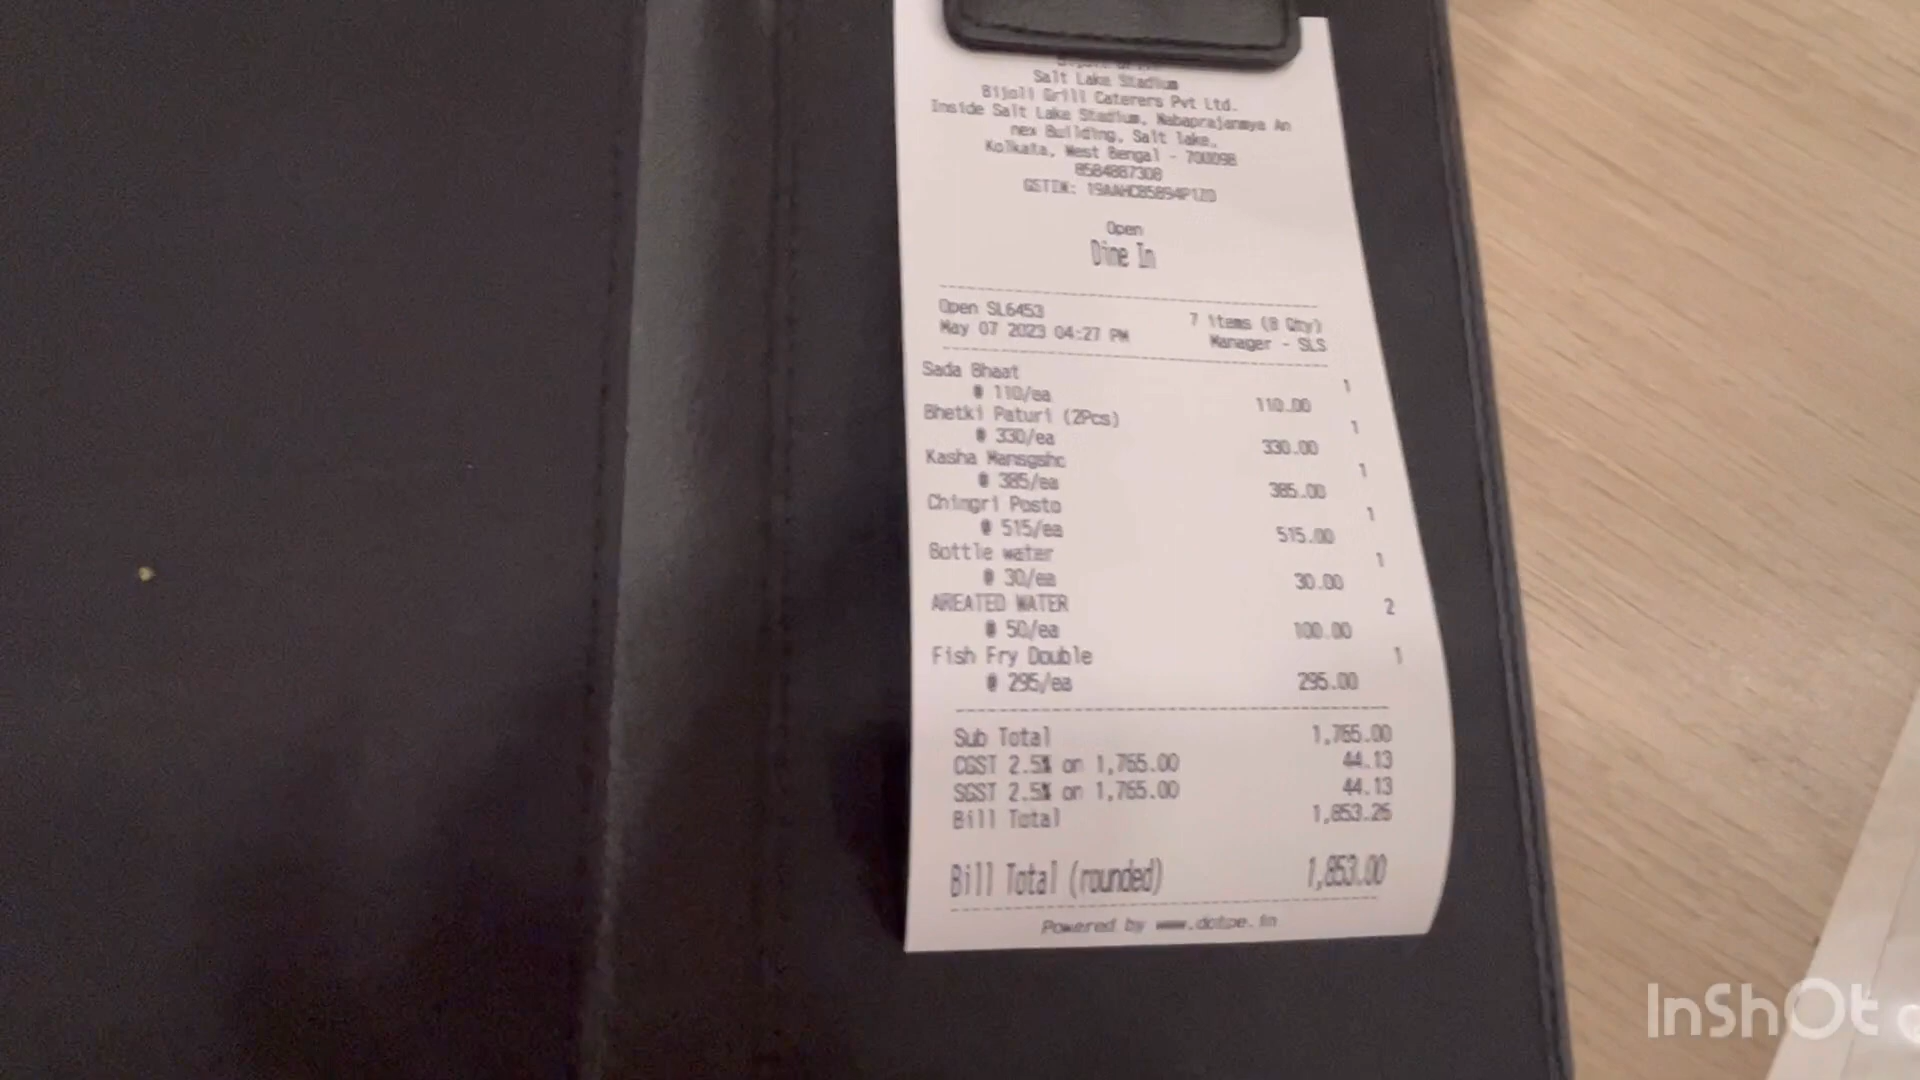 Salt Lake Stadium
Bijoli Grill Caterers Pvt Ltd.
Inside Salt Lake Stadium, Nabaprajanmya An
nex Building, Salt lake,
Kolkata, West Bengal - 700098
8584887308
GSTIN:
Open
Dine In
Open SL6453 7 items (8 Qty)
May 07 2023 04:27 PM Manager - SLS
Sada Bhaat 1
@ 110/ea 110.00
Bhetki Paturi (2Pcs) 1
@ 330/ea 330.00
Kasha Mansgsho 1
@ 385/ea 385.00
Chingri Posto 1
@ 515/ea 515.00
Bottle water 1
@ 30/ea 30.00
AREATED WATER 2
@ 50/ea 100.00
Fish Fry Double 1
@ 295/ea 295.00
Sub Total 1,765.00
CGST 2.5% on 1,765.00 44.13
SGST 2.5% on 1,765.00 44.13
Bill Total 1,853.26
Bill Total (rounded) 1,853.00
Powered by www.dotpe.in
InShOt